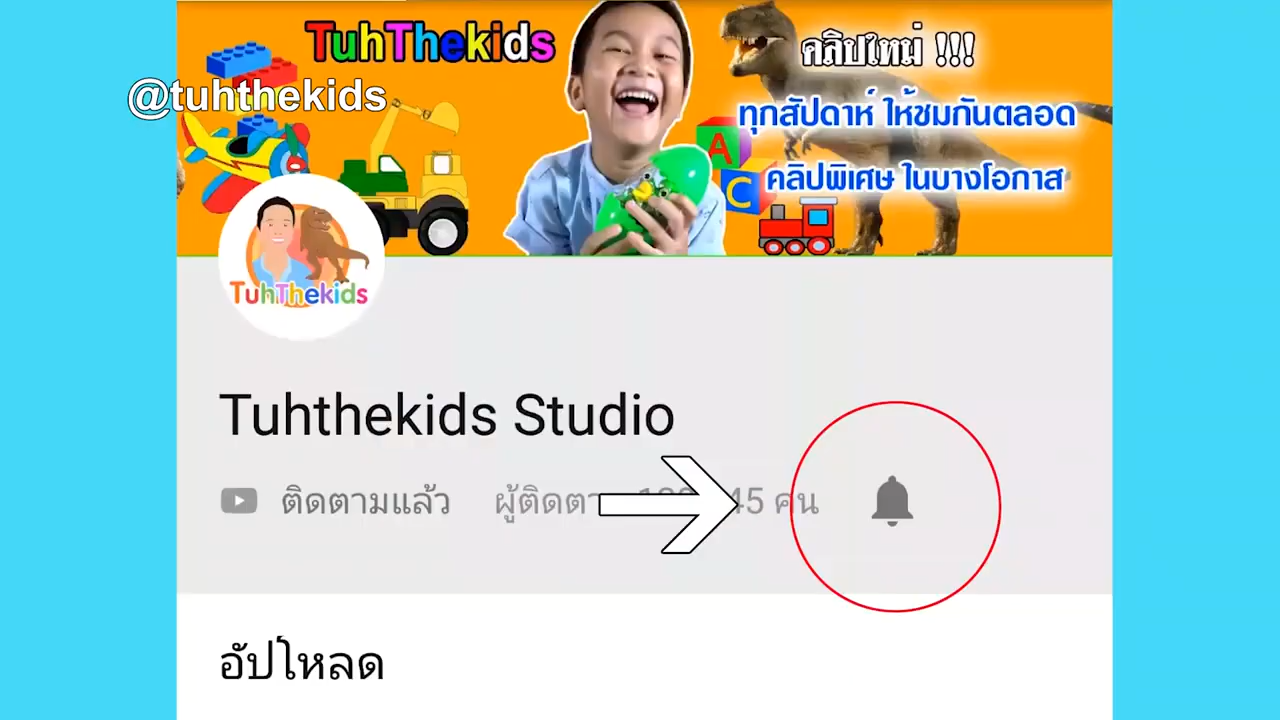 TuhThekids
คลิปใหม่ !!!
@tuhthekids
ทุกสัปดาห์ ให้ชมกันตลอด
A
C
คลิปพิเศษ ในบางโอกาส
TuhThekids
Tuhthekids Studio
ติดตามแล้ว
45 คน
อัปโหลด